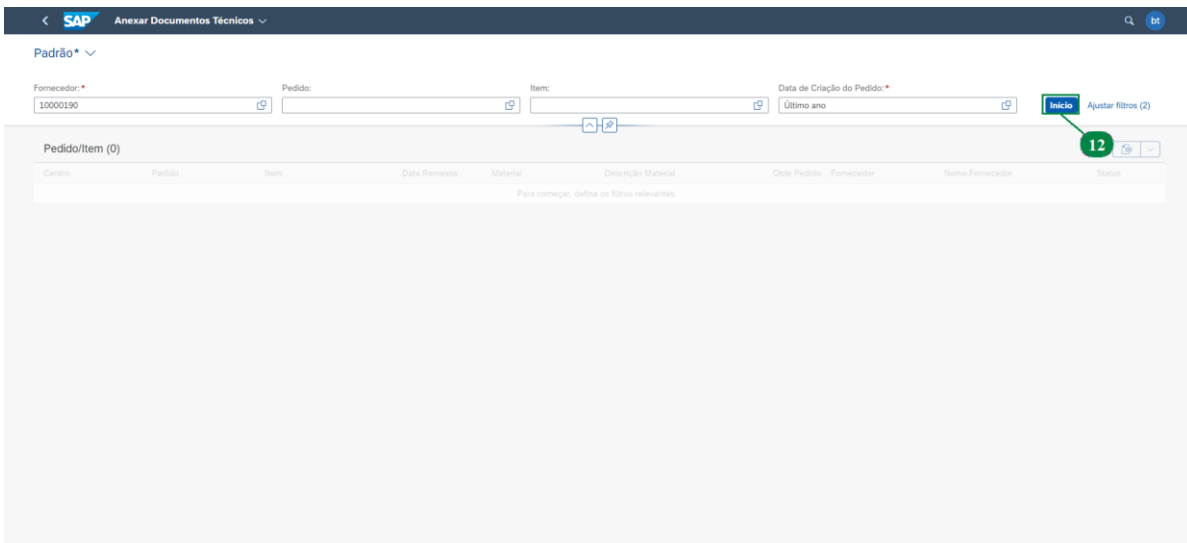 SAP Anexar Documentos Técnicos bt
Padrão*
Fornecedor:* Pedido: Item: Data de Criação do Pedido:*
10000190 Último ano Início Ajustar filtros (2)
12
Pedido/Item (0)
Centro Pedido Item Data Remessa Material Descrição Material Qtde Pedido Fornecedor Nome Fornecedor Status
Para começar, defina os filtros relevantes.